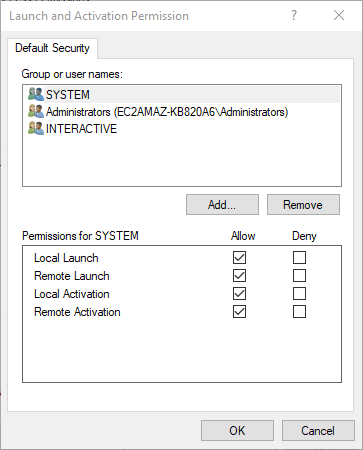 Launch and Activation Permission
Default Security
Group or user names:
SYSTEM
Administrators (EC2AMAZ-KB820A6\Administrators)
INTERACTIVE
Add... Remove
Permissions for SYSTEM Allow Deny
Local Launch
Remote Launch
Local Activation
Remote Activation
OK Cancel